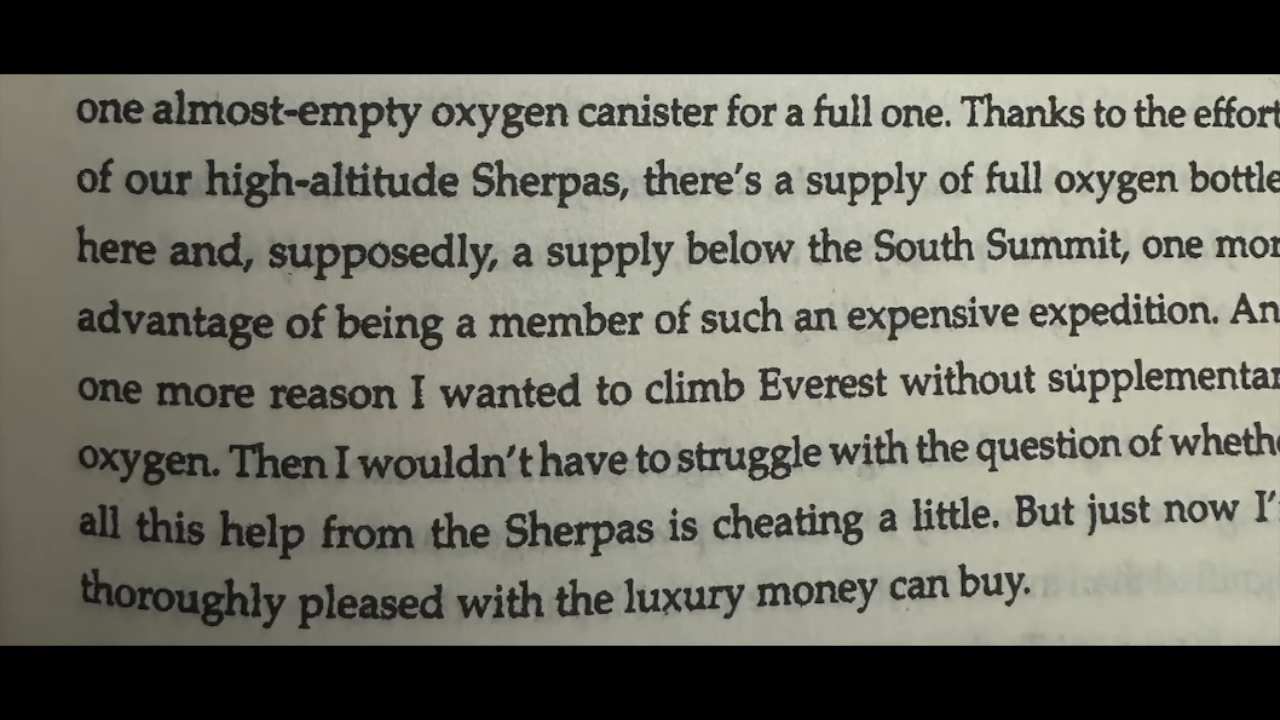 one almost-empty oxygen canister for a full one. Thanks to the effort
of our high-altitude Sherpas, there's a supply of full oxygen bottle
here and, supposedly, a supply below the South Summit, one mor
advantage of being a member of such an expensive expedition. An
one more reason I wanted to climb Everest without supplementar
oxygen. Then I wouldn't have to struggle with the question of wheth
all this help from the Sherpas is cheating a little. But just now I'
thoroughly pleased with the luxury money can buy.